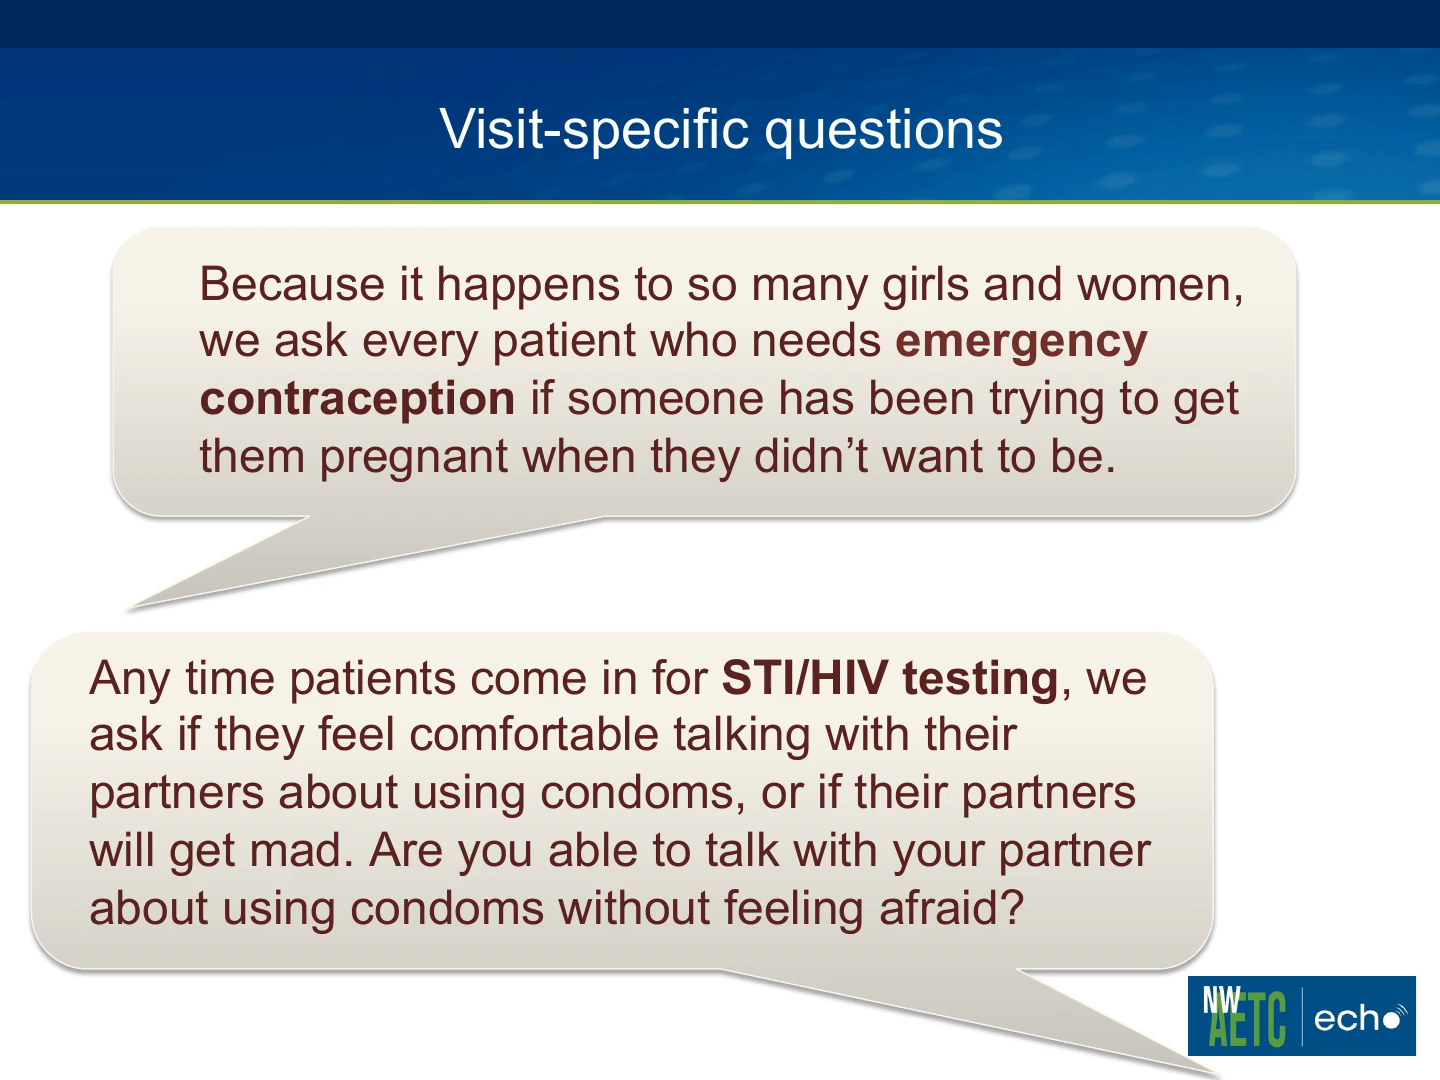 Visit-specific questions
Because it happens to so many girls and women,
we ask every patient who needs emergency
contraception if someone has been trying to get
them pregnant when they didn’t want to be.
Any time patients come in for STI/HIV testing, we
ask if they feel comfortable talking with their
partners about using condoms, or if their partners
will get mad. Are you able to talk with your partner
about using condoms without feeling afraid?
NW
AETC
echo